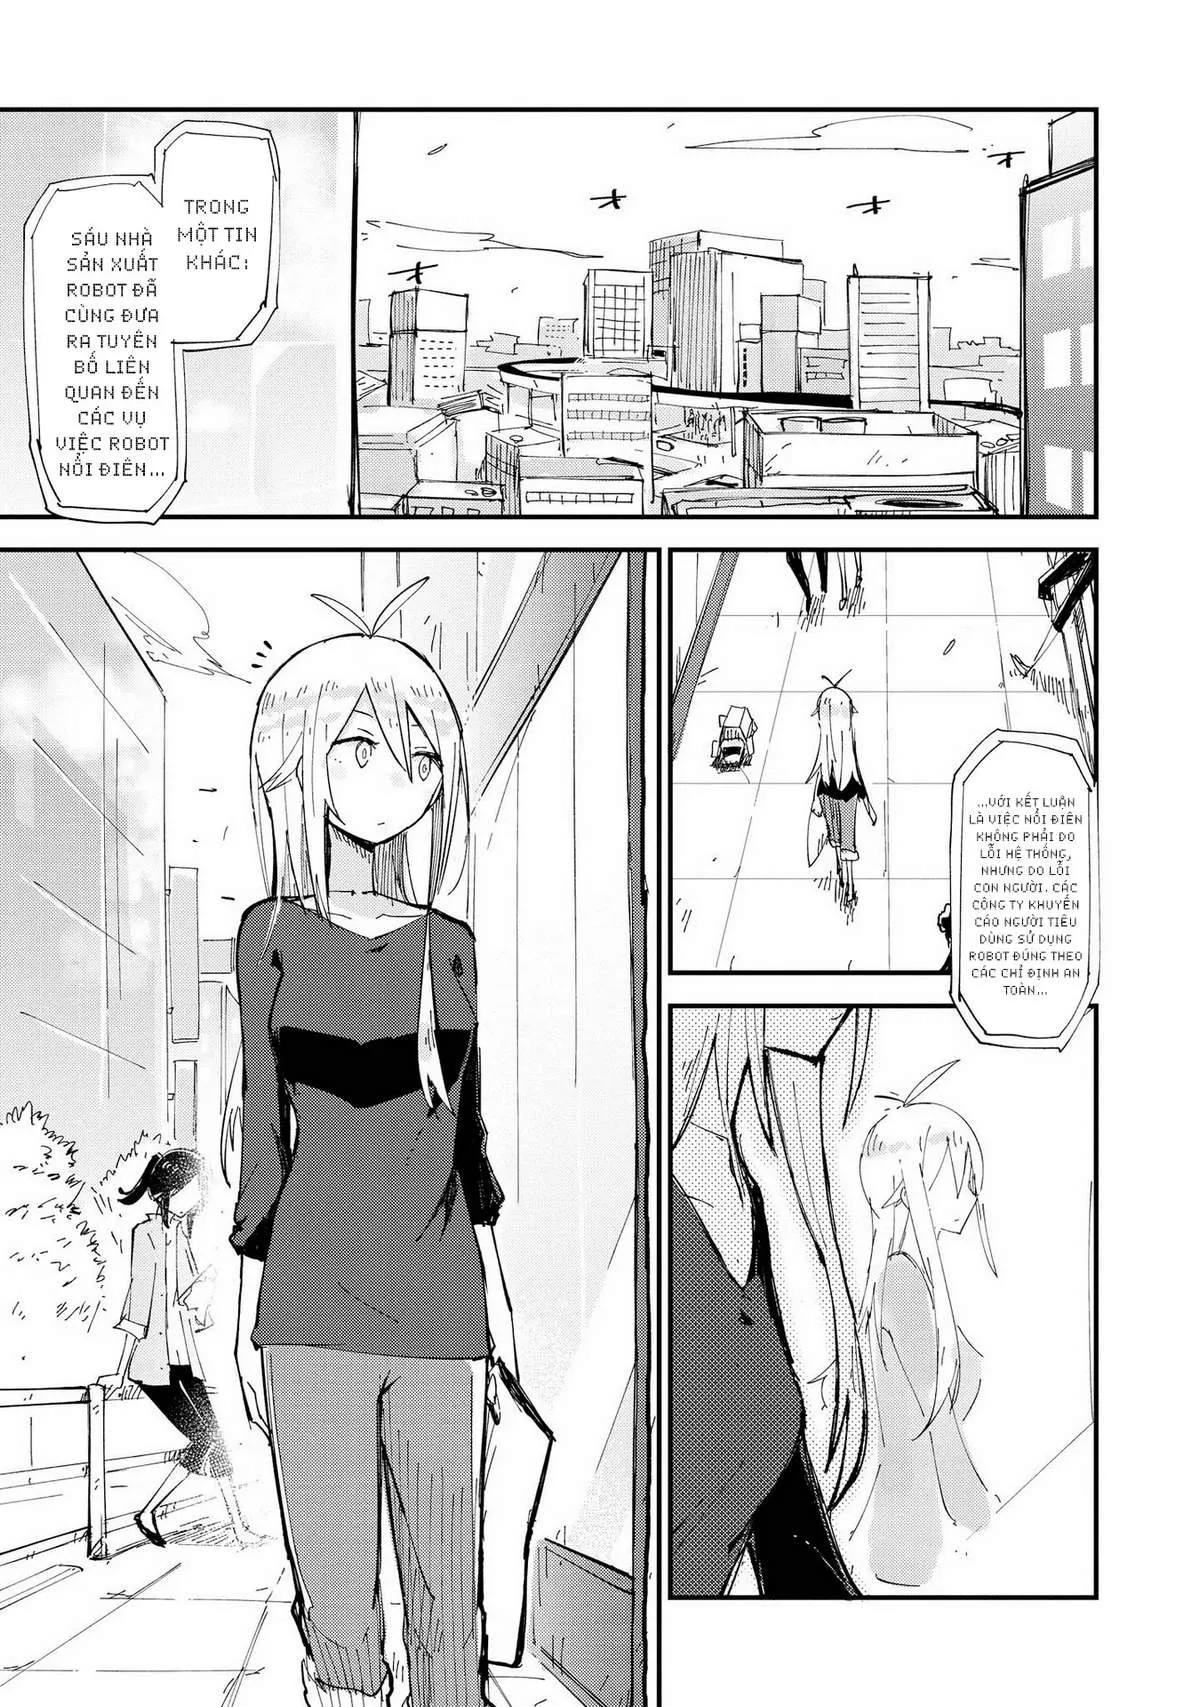 TRONG
MỘT TIN
KHÁC:
SÁU NHÀ
SẢN XUẤT
ROBOT ĐÃ
CÙNG ĐƯA
RA TUYÊN
BỐ LIÊN
QUAN ĐẾN
CÁC VỤ
VIỆC ROBOT
NỔI ĐIÊN...
...VỚI KẾT LUẬN
LÀ VIỆC NỔI ĐIÊN
KHÔNG PHẢI DO
LỖI HỆ THỐNG,
NHƯNG DO LỖI
CON NGƯỜI. CÁC
CÔNG TY KHUYẾN
CÁO NGƯỜI TIÊU
DÙNG SỬ DỤNG
ROBOT ĐÚNG THEO
CÁC CHỈ ĐỊNH AN
TOÀN...